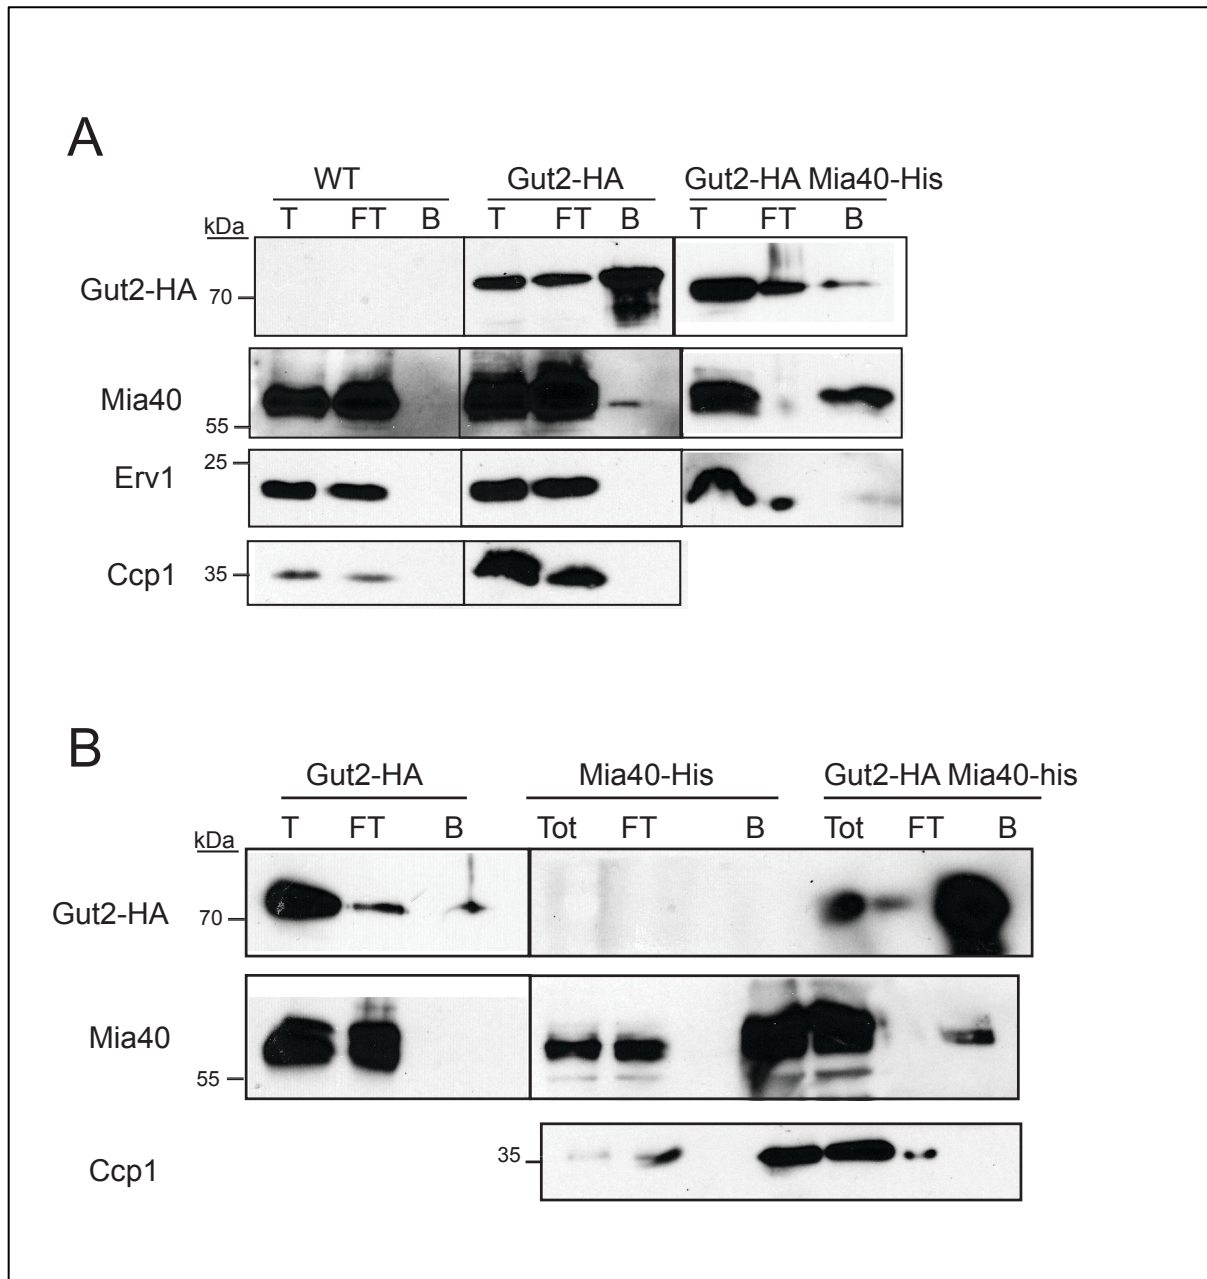 A
WT Gut2-HA Gut2-HA Mia40-His
kDa T FT B T FT B T FT B
Gut2-HA 70
Mia40 55
Erv1 25
Ccp1 35
B
Gut2-HA Mia40-His Gut2-HA Mia40-his
kDa T FT B Tot FT B Tot FT B
Gut2-HA 70
Mia40 55
Ccp1 35